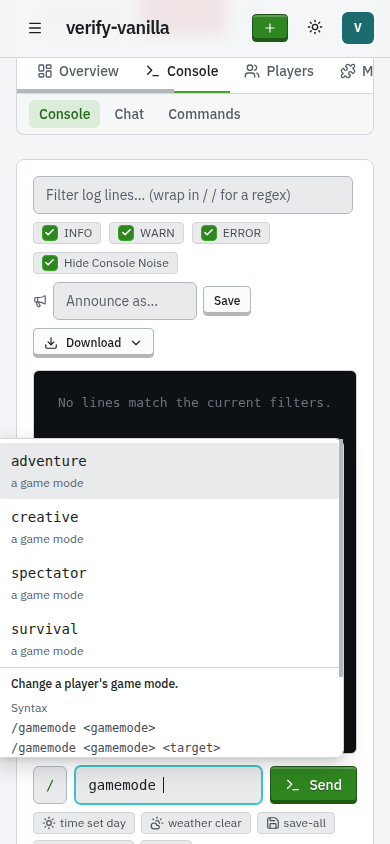 verify-vanilla
V
Overview
Console
Players
M
Console
Chat
Commands
Filter log lines... (wrap in / / for a regex)
INFO
WARN
ERROR
Hide Console Noise
Announce as...
Save
Download
No lines match the current filters.
adventure
a game mode
creative
a game mode
spectator
a game mode
survival
a game mode
Change a player's game mode.
Syntax
/gamemode <gamemode>
/gamemode <gamemode> <target>
/
gamemode
Send
time set day
weather clear
save-all